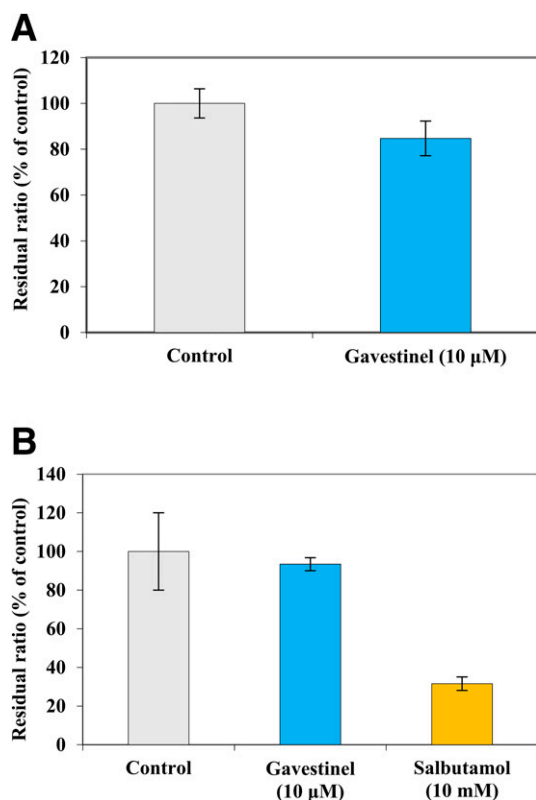 A
Residual ratio (% of control)
120
100
80
60
40
20
0
Control
Gavestinel (10 μM)
B
Residual ratio (% of control)
140
120
100
80
60
40
20
0
Control
Gavestinel
(10 μM)
Salbutamol
(10 mM)